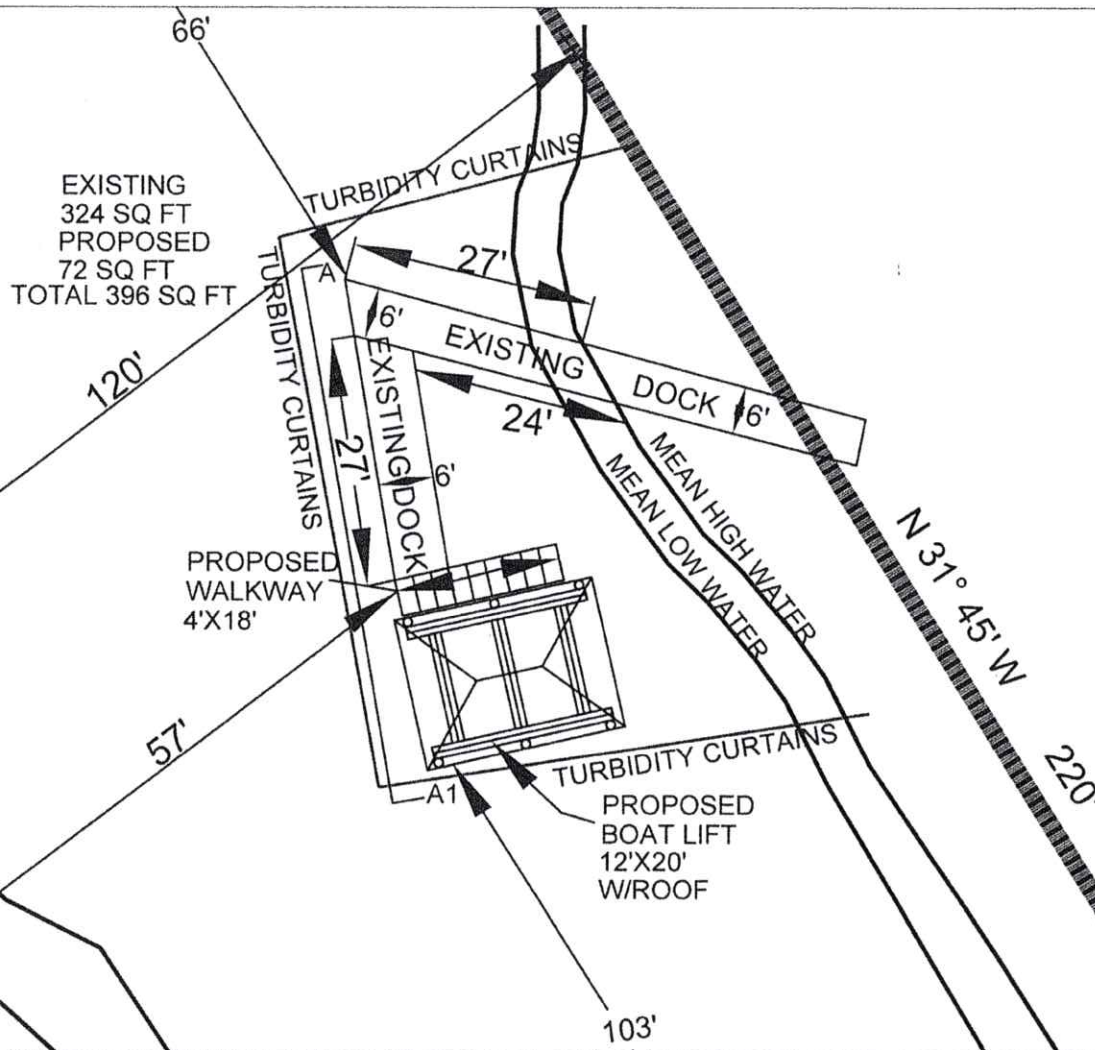 66'
TURBIDITY CURTAINS
EXISTING
324 SQ FT
PROPOSED
72 SQ FT
TOTAL 396 SQ FT
TURBIDITY CURTAINS
A
27'
6'
EXISTING
DOCK
6'
120'
EXISTING DOCK
24'
27'
6'
MEAN LOW WATER
MEAN HIGH WATER
N 31° 45' W
220'
PROPOSED
WALKWAY
4'X18'
57'
TURBIDITY CURTAINS
A1
PROPOSED
BOAT LIFT
12'X20'
W/ROOF
103'